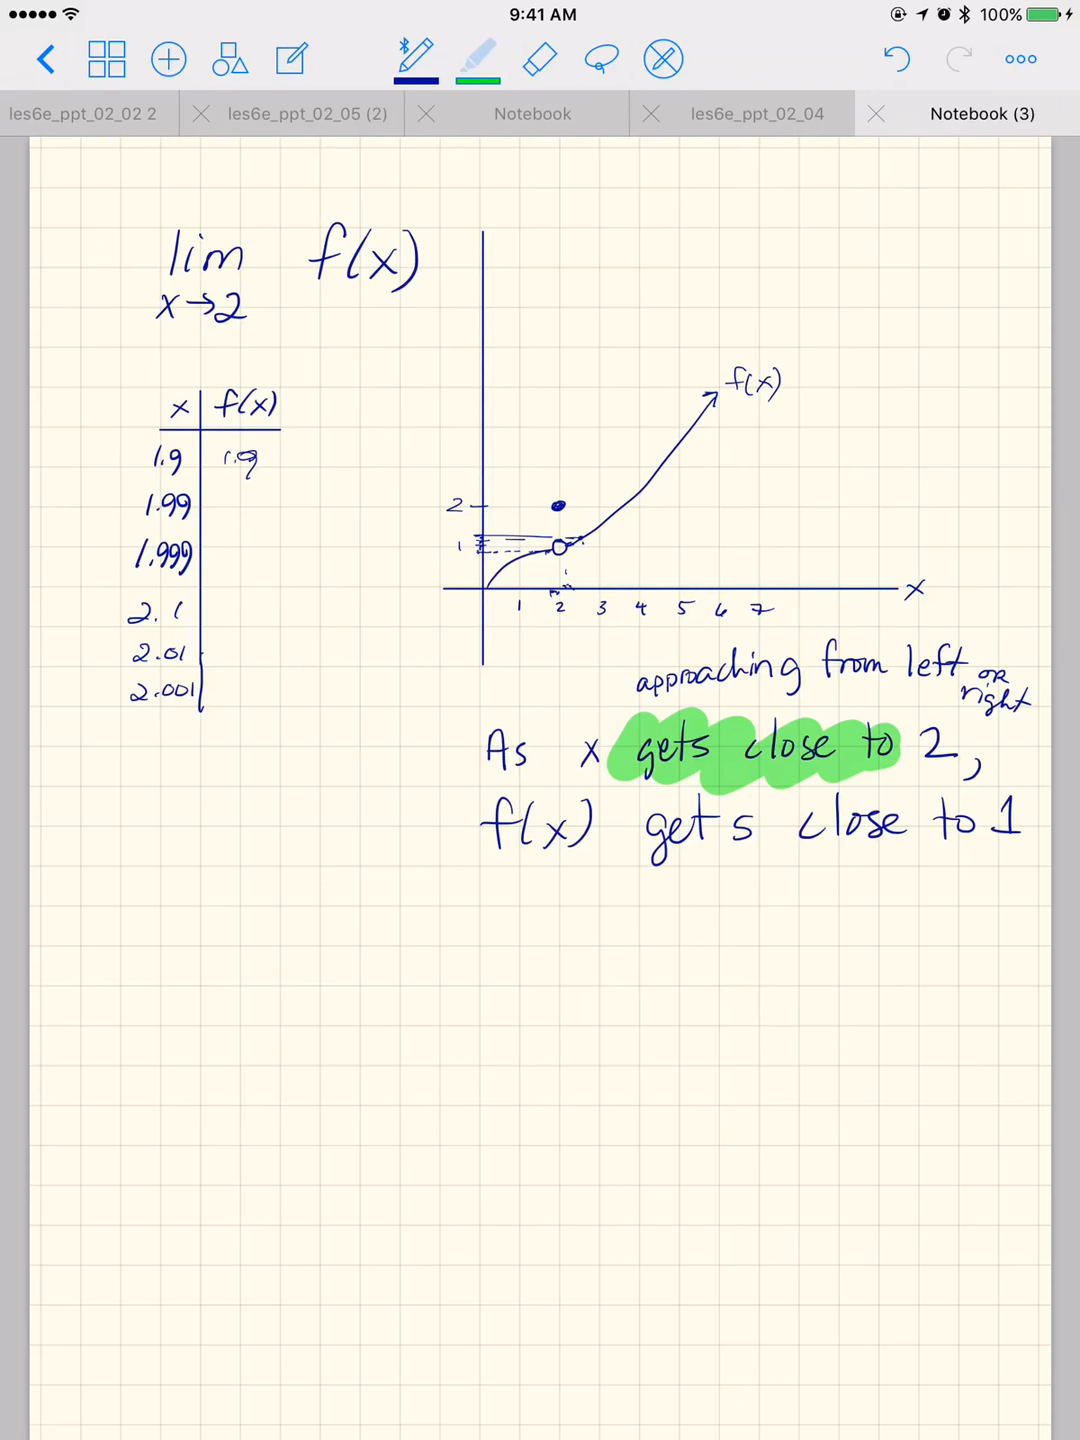 9:41 AM
100%
les6e_ppt_02_02 2
les6e_ppt_02_05 (2)
Notebook
les6e_ppt_02_04
Notebook (3)
lim f(x)
x→2
x f(x)
1.9 1.9
1.99
1.999
2.1
2.01
2.001
f(x)
2
1
x
1 2 3 4 5 6 7
approaching from left or
right
As x gets close to 2,
f(x) gets close to 1